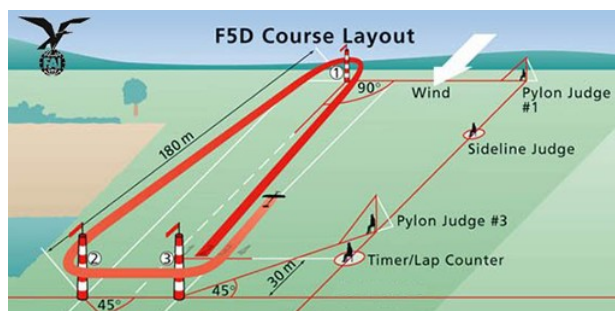 F5D Course Layout
FAI
1
90°
Wind
Pylon Judge
#1
180 m
Sideline Judge
Pylon Judge #3
2
3
Timer/Lap Counter
30 m
45°
45°